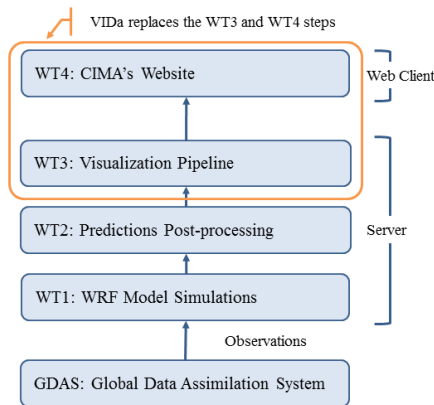 VIDa replaces the WT3 and WT4 steps
WT4: CIMA's Website
Web Client
WT3: Visualization Pipeline
WT2: Predictions Post-processing
Server
WT1: WRF Model Simulations
Observations
GDAS: Global Data Assimilation System